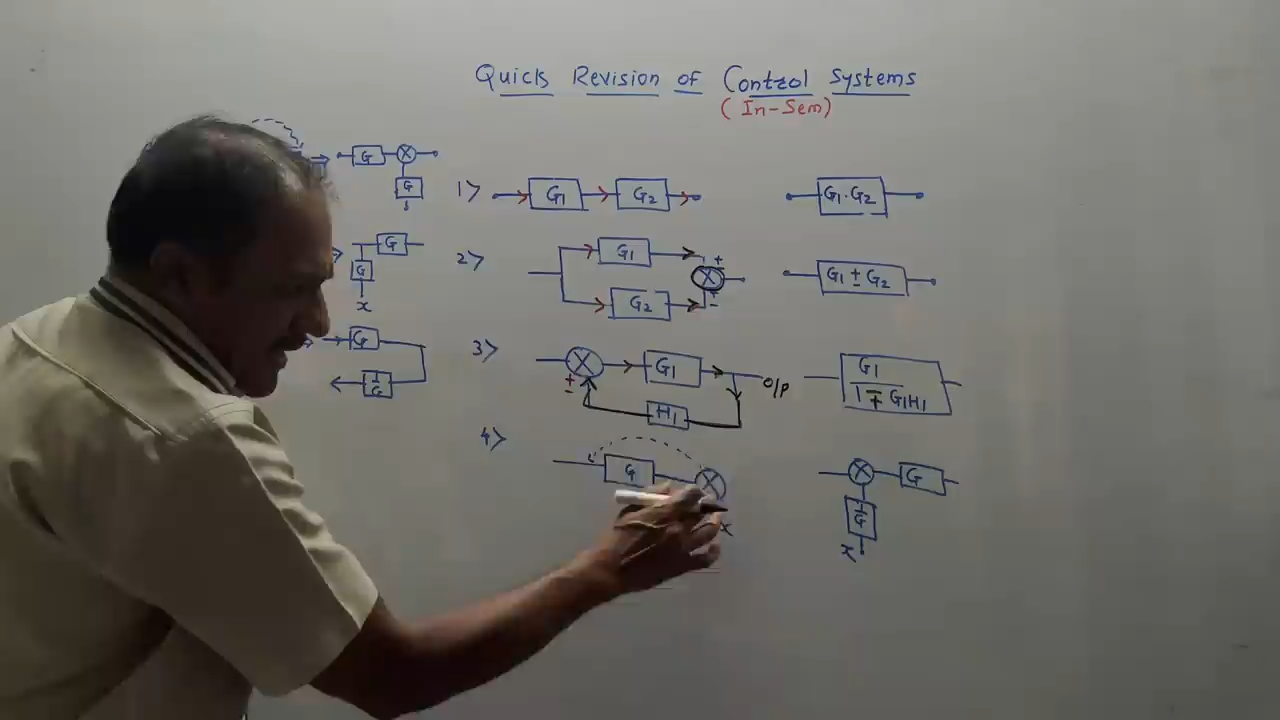 Quick Revision of Control Systems
(In-Sem)
G
G
1> G1 G2 G1.G2
G
G
x
2> G1 + G1 ± G2
G2 ±
G
1/G
3> ± G1 O/P G1/1 ∓ G1H1
H1
4> G x G
1/G
x